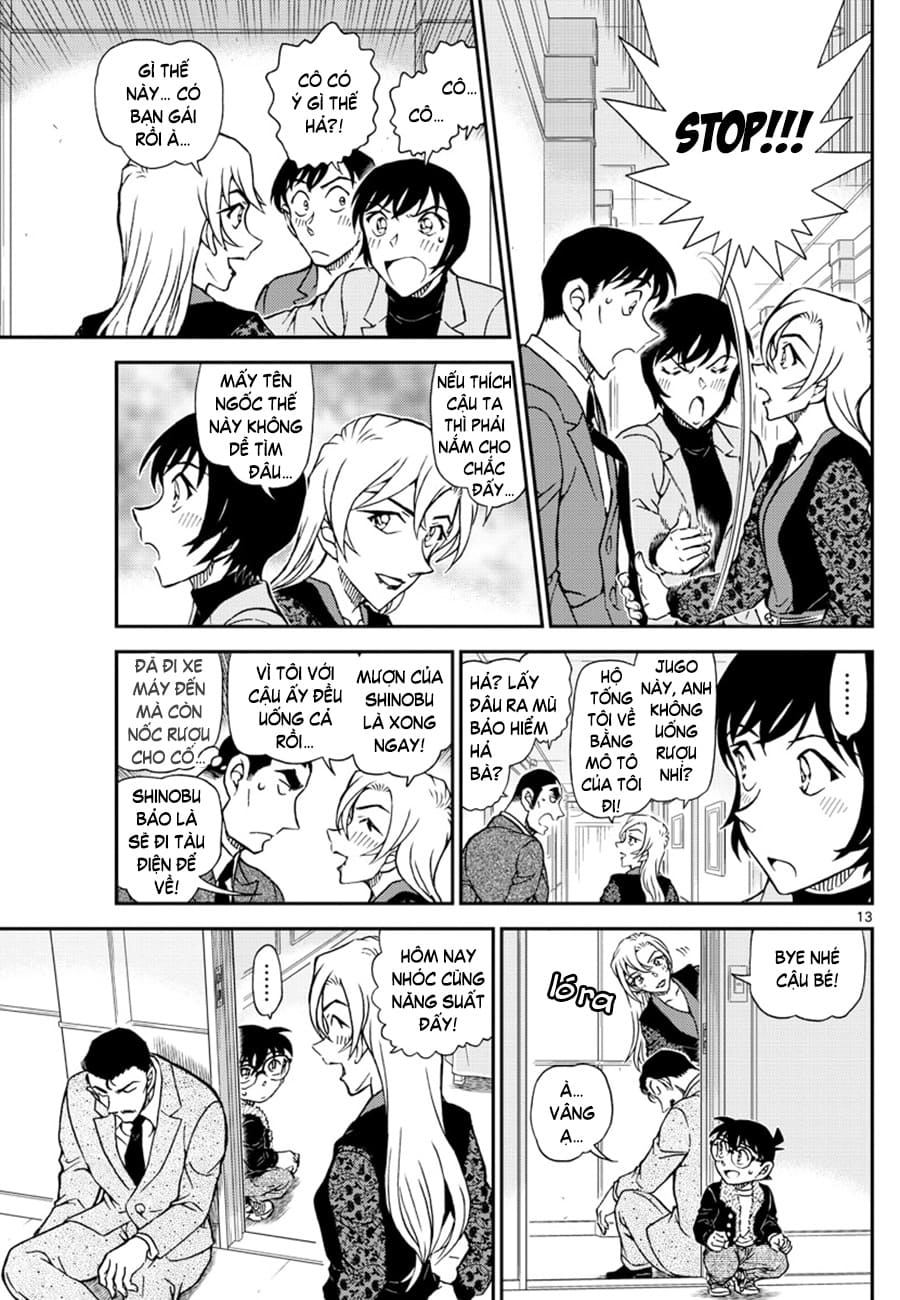 STOP!!!
CÔ...
CÔ...
CÔ CÓ
Ý GÌ THẾ
HẢ?!
GÌ THẾ
NÀY... CÓ
BẠN GÁI
RỒI À...
NẾU THÍCH
CẬU TA
THÌ PHẢI
NẮM CHO
CHẮC
ĐẤY...
MẤY TÊN
NGỐC THẾ
NÀY KHÔNG
DỄ TÌM
ĐÂU...
.......
JUGO
NÀY, ANH
KHÔNG
UỐNG
RƯỢU
NHỈ?
HỘ
TỐNG
TÔI VỀ
BẰNG
MÔ TÔ
CỦA TÔI
ĐI!
HẢ? LẤY
ĐÂU RA MŨ
BẢO HIỂM
HẢ
BÀ?
MƯỢN CỦA
SHINOBU
LÀ XONG
NGAY!
VÌ TÔI VỚI
CẬU ẤY ĐỀU
UỐNG CẢ
RỒI...
ĐÃ ĐI XE
MÁY ĐẾN
MÀ CÒN
NỐC RƯỢU
CHO CỐ...
SHINOBU
BẢO LÀ
SẼ ĐI TÀU
ĐIỆN ĐỂ
VỀ!
13
BYE NHÉ
CẬU BÉ!
ló ra
À...
VÂNG
Ạ...
HÔM NAY
NHÓC CŨNG
NĂNG SUẤT
ĐẤY!
.....